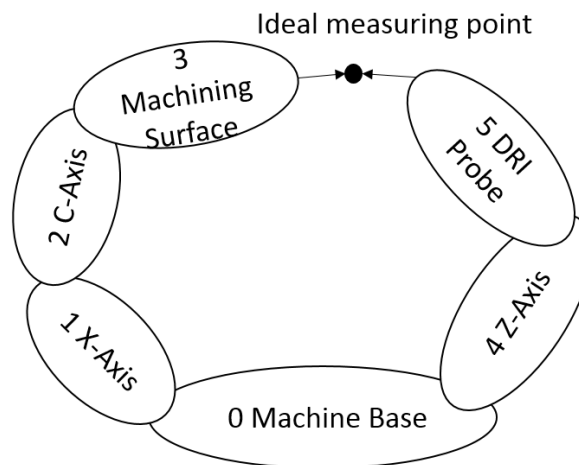 Ideal measuring point
3
Machining
Surface
5 DRI
Probe
2 C-Axis
1 X-Axis
4 Z-Axis
0 Machine Base